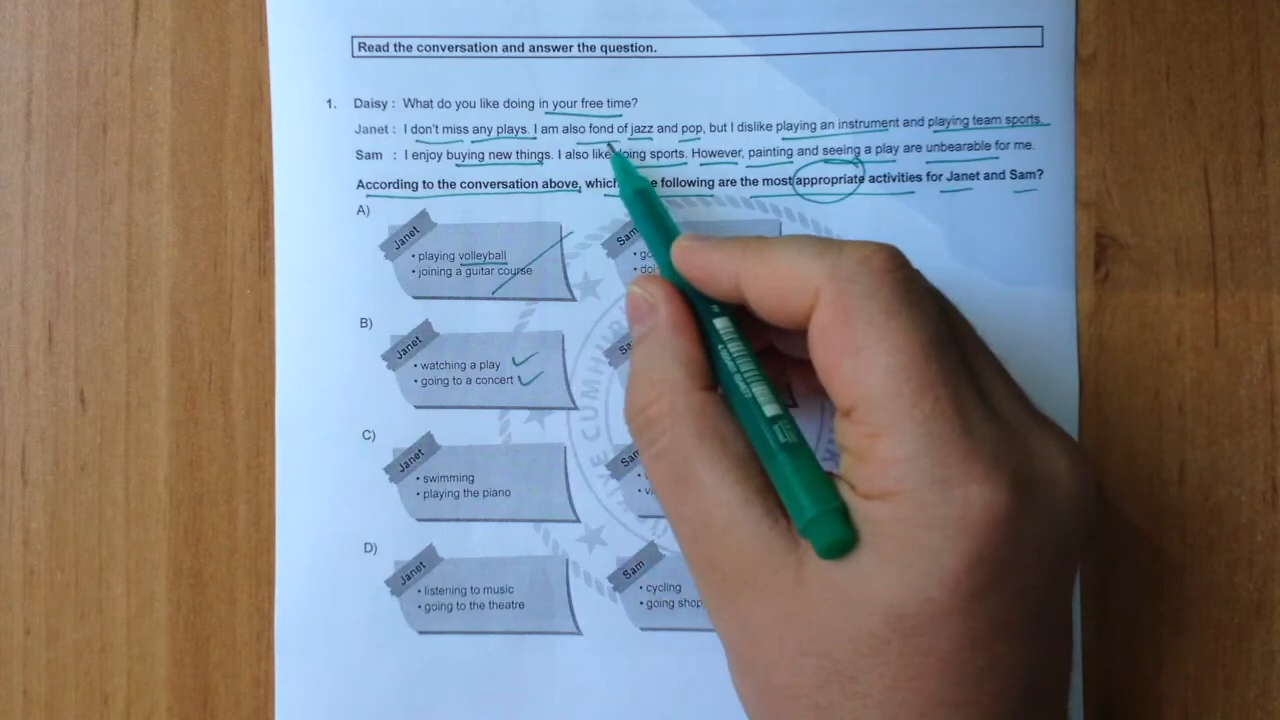 Read the conversation and answer the question.
1. Daisy : What do you like doing in your free time?
Janet : I don't miss any plays. I am also fond of jazz and pop, but I dislike playing an instrument and playing team sports.
Sam : I enjoy buying new things. I also like doing sports. However, painting and seeing a play are unbearable for me.
According to the conversation above, which following are the most appropriate activities for Janet and Sam?
A)
Janet
• playing volleyball
• joining a guitar course
Sam
B)
Janet
• watching a play
• going to a concert
C)
Janet
• swimming
• playing the piano
Sam
D)
Janet
• listening to music
• going to the theatre
Sam
• cycling
• going shop